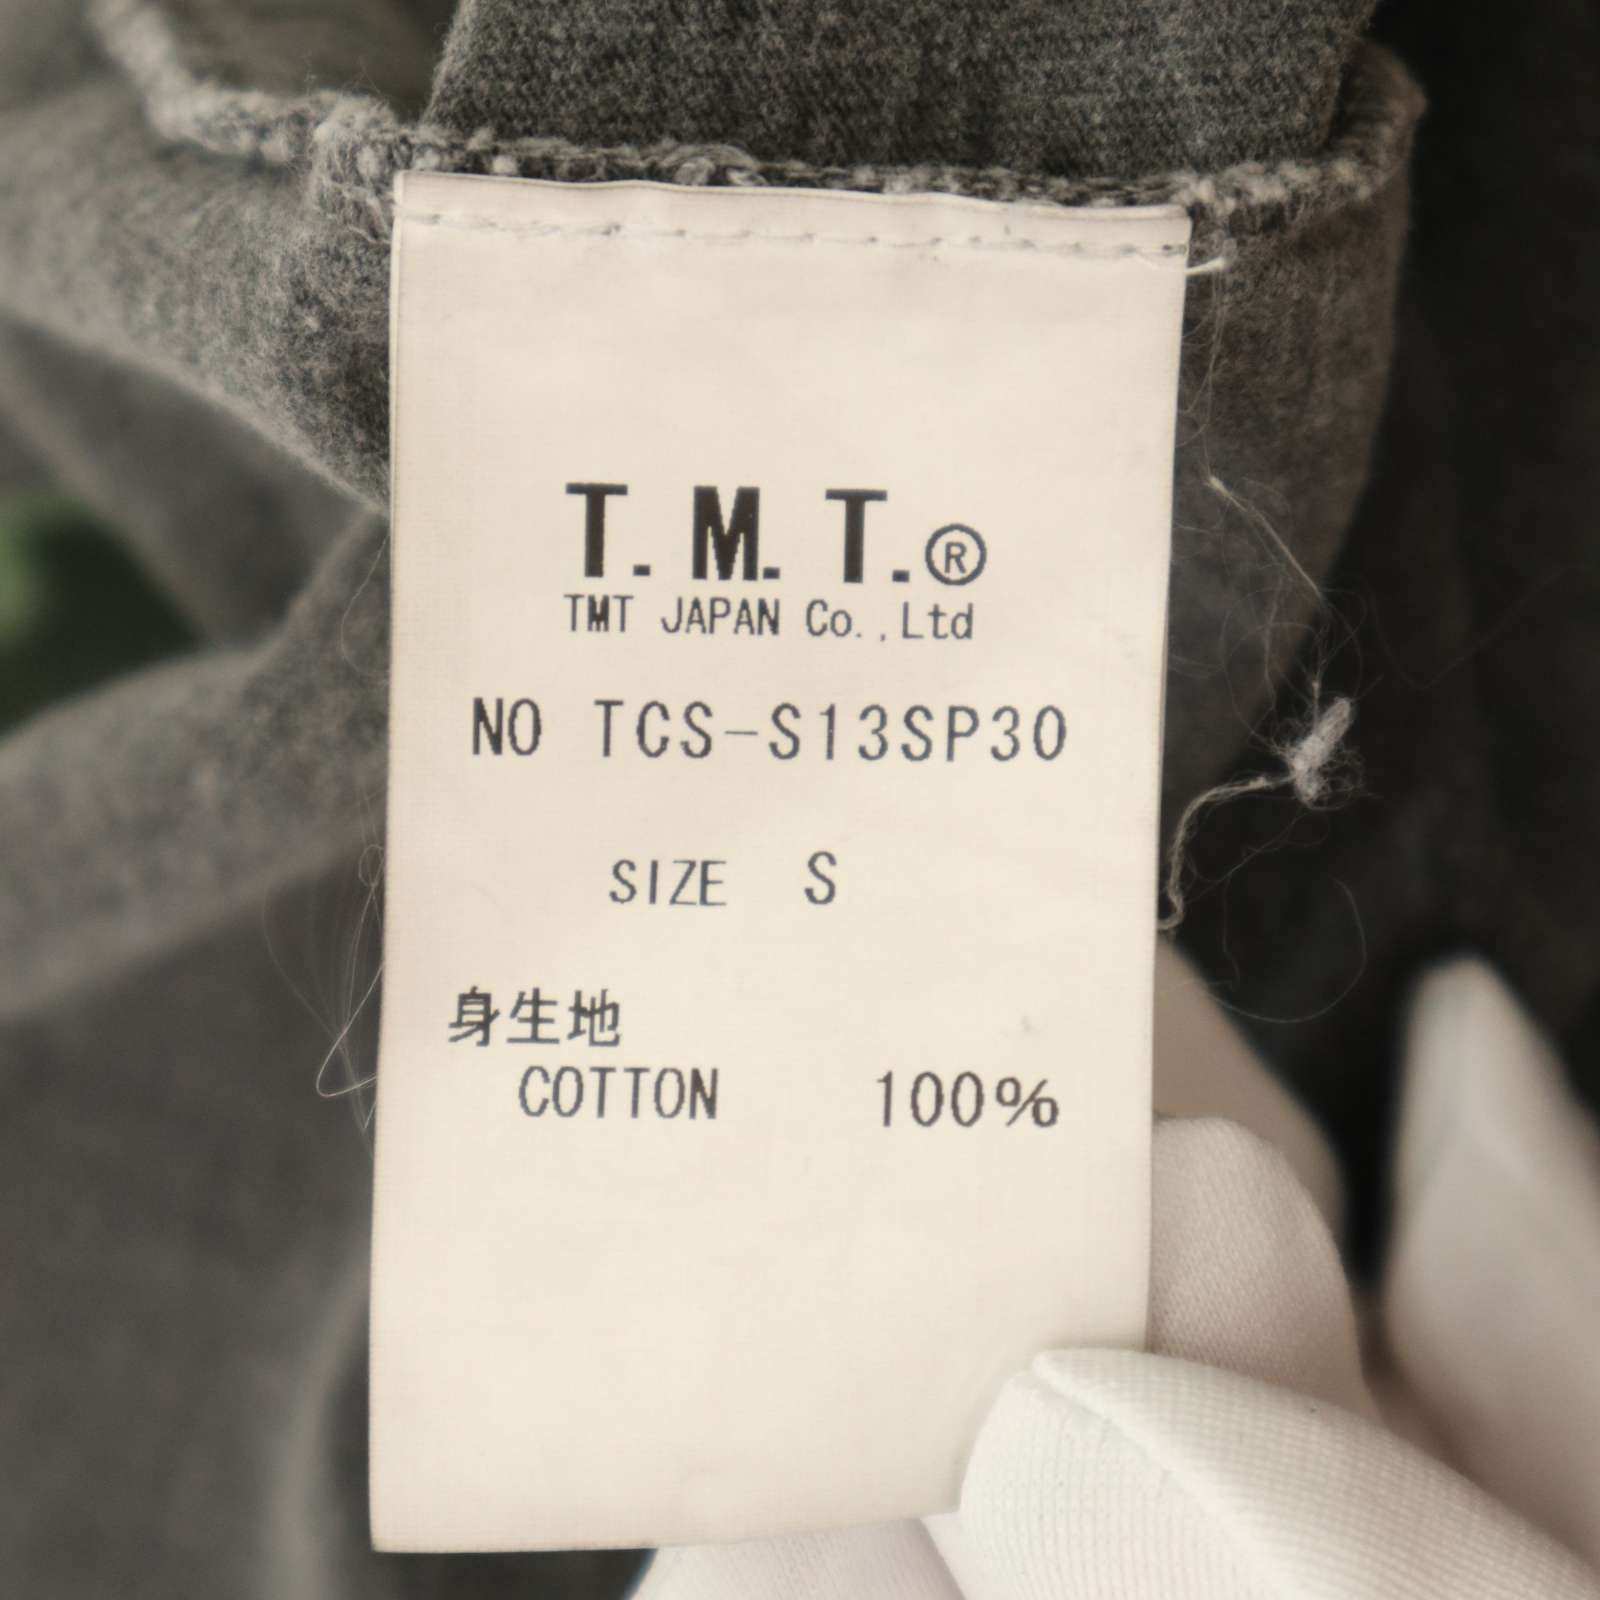 T.M.T.®
TMT JAPAN Co.,Ltd
NO TCS-S13SP30
SIZE S
身生地
COTTON 100%